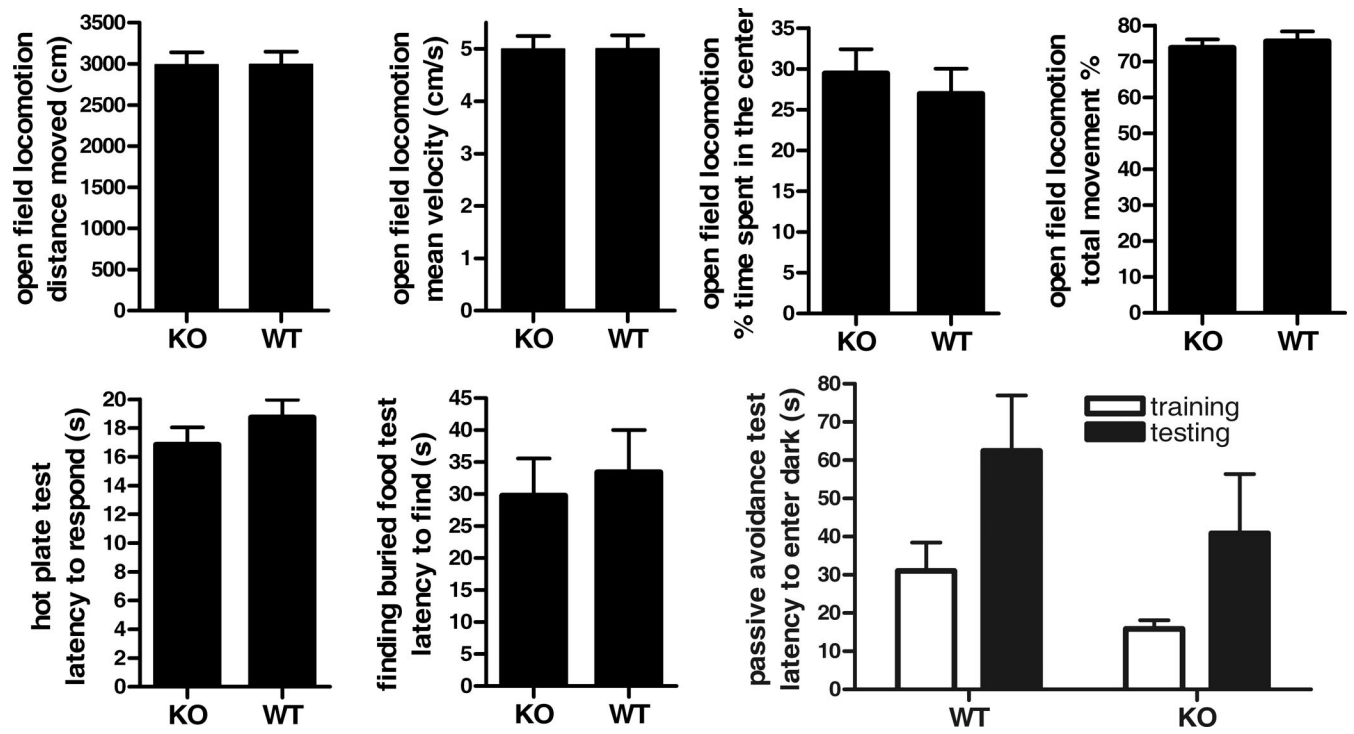 open field locomotion
distance moved (cm)
3500
3000
2500
2000
1500
1000
500
0
KO WT
open field locomotion
mean velocity (cm/s)
6
5
4
3
2
1
0
KO WT
open field locomotion
% time spent in the center
35
30
25
20
15
10
5
0
KO WT
open field locomotion
total movement %
80
70
60
50
40
30
20
10
0
KO WT
hot plate test
latency to respond (s)
20
18
16
14
12
10
8
6
4
2
0
KO WT
finding buried food test
latency to find (s)
45
40
35
30
25
20
15
10
5
0
KO WT
passive avoidance test
latency to enter dark (s)
80
70
60
50
40
30
20
10
0
training
testing
WT KO